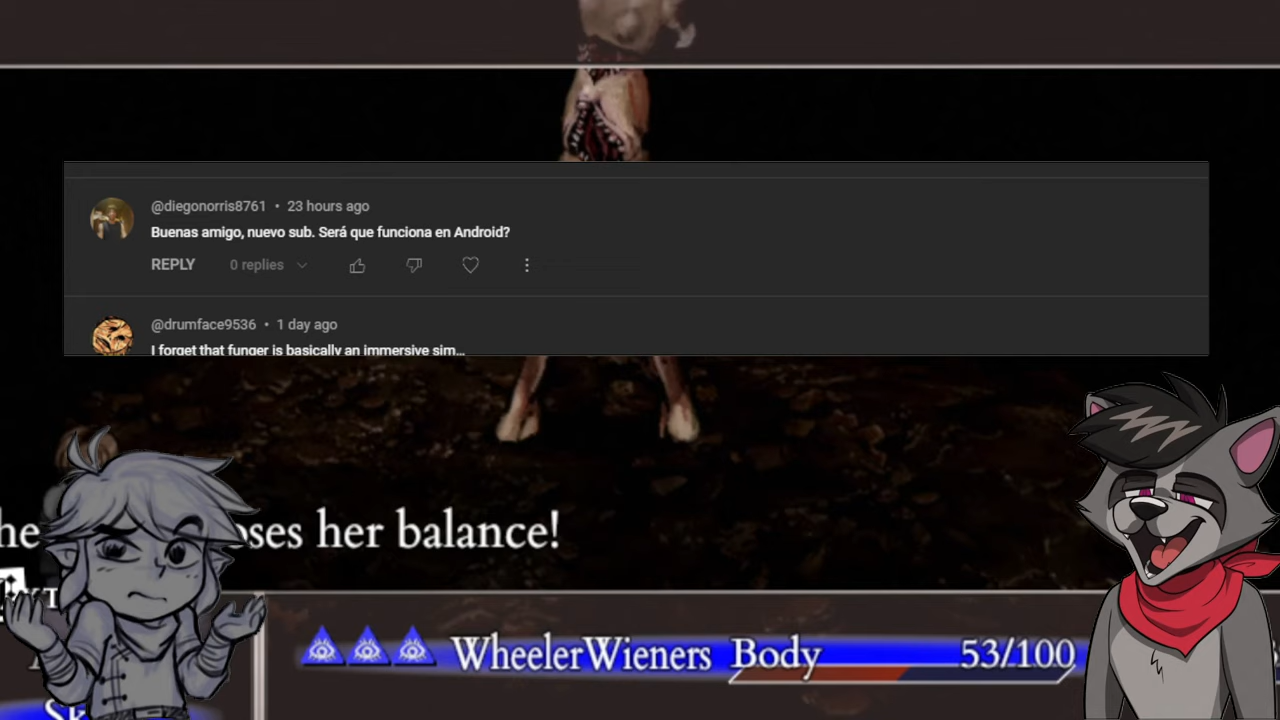 @diegonorris8761 • 23 hours ago
Buenas amigo, nuevo sub. Será que funciona en Android?
REPLY 0 replies
@drumface9536 • 1 day ago
I forget that funger is basically an immersive sim...
her balance!
WheelerWieners Body 53/100